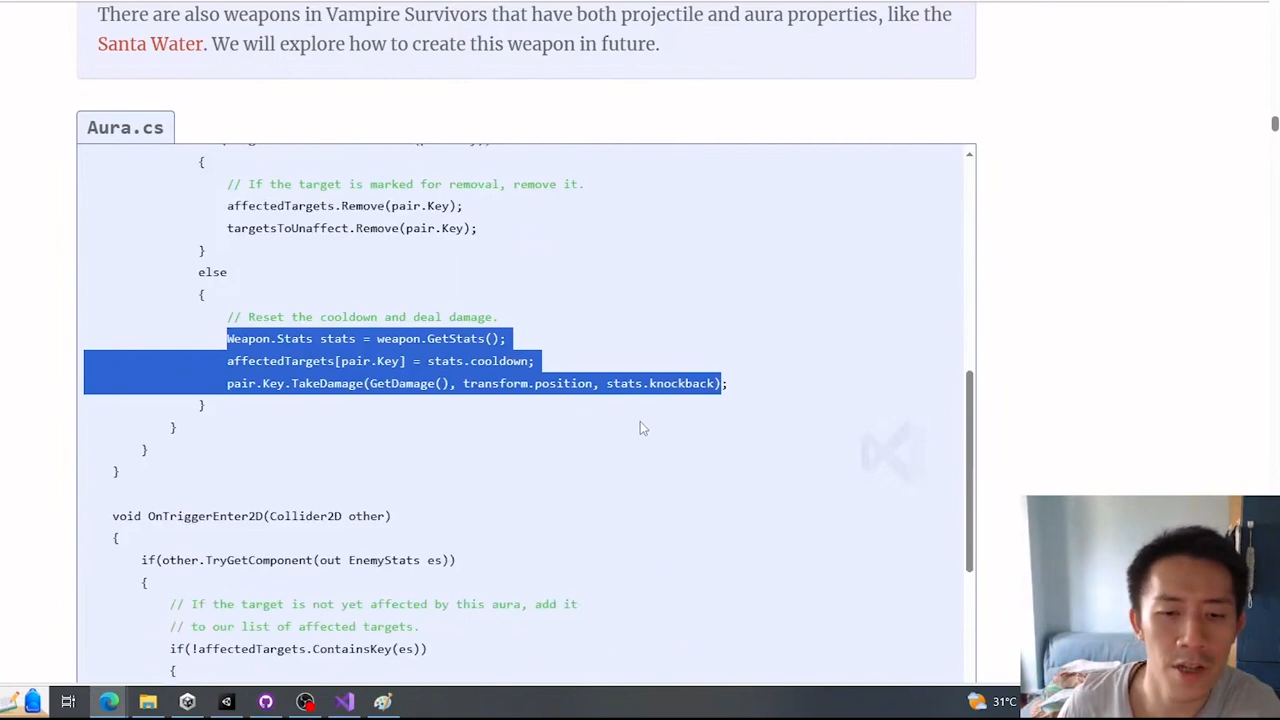 There are also weapons in Vampire Survivors that have both projectile and aura properties, like the
Santa Water. We will explore how to create this weapon in future.
Aura.cs
{
// If the target is marked for removal, remove it.
affectedTargets.Remove(pair.Key);
targetsToUnaffect.Remove(pair.Key);
}
else
{
// Reset the cooldown and deal damage.
Weapon.Stats stats = weapon.GetStats();
affectedTargets[pair.Key] = stats.cooldown;
pair.Key.TakeDamage(GetDamage(), transform.position, stats.knockback);
}
}
}
}
void OnTriggerEnter2D(Collider2D other)
{
if(other.TryGetComponent(out EnemyStats es))
{
// If the target is not yet affected by this aura, add it
// to our list of affected targets.
if(!affectedTargets.ContainsKey(es))
{
31°C